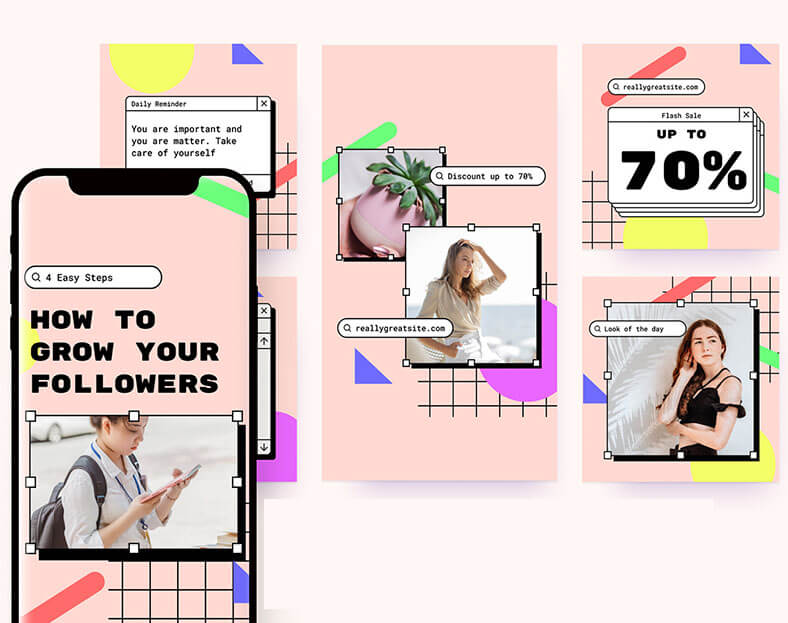 Daily Reminder
You are important and
you are matter. Take
care of yourself
4 Easy Steps
HOW TO
GROW YOUR
FOLLOWERS
Discount up to 70%
reallygreatsite.com
reallygreatsite.com
Flash Sale
UP TO
70%
Look of the day